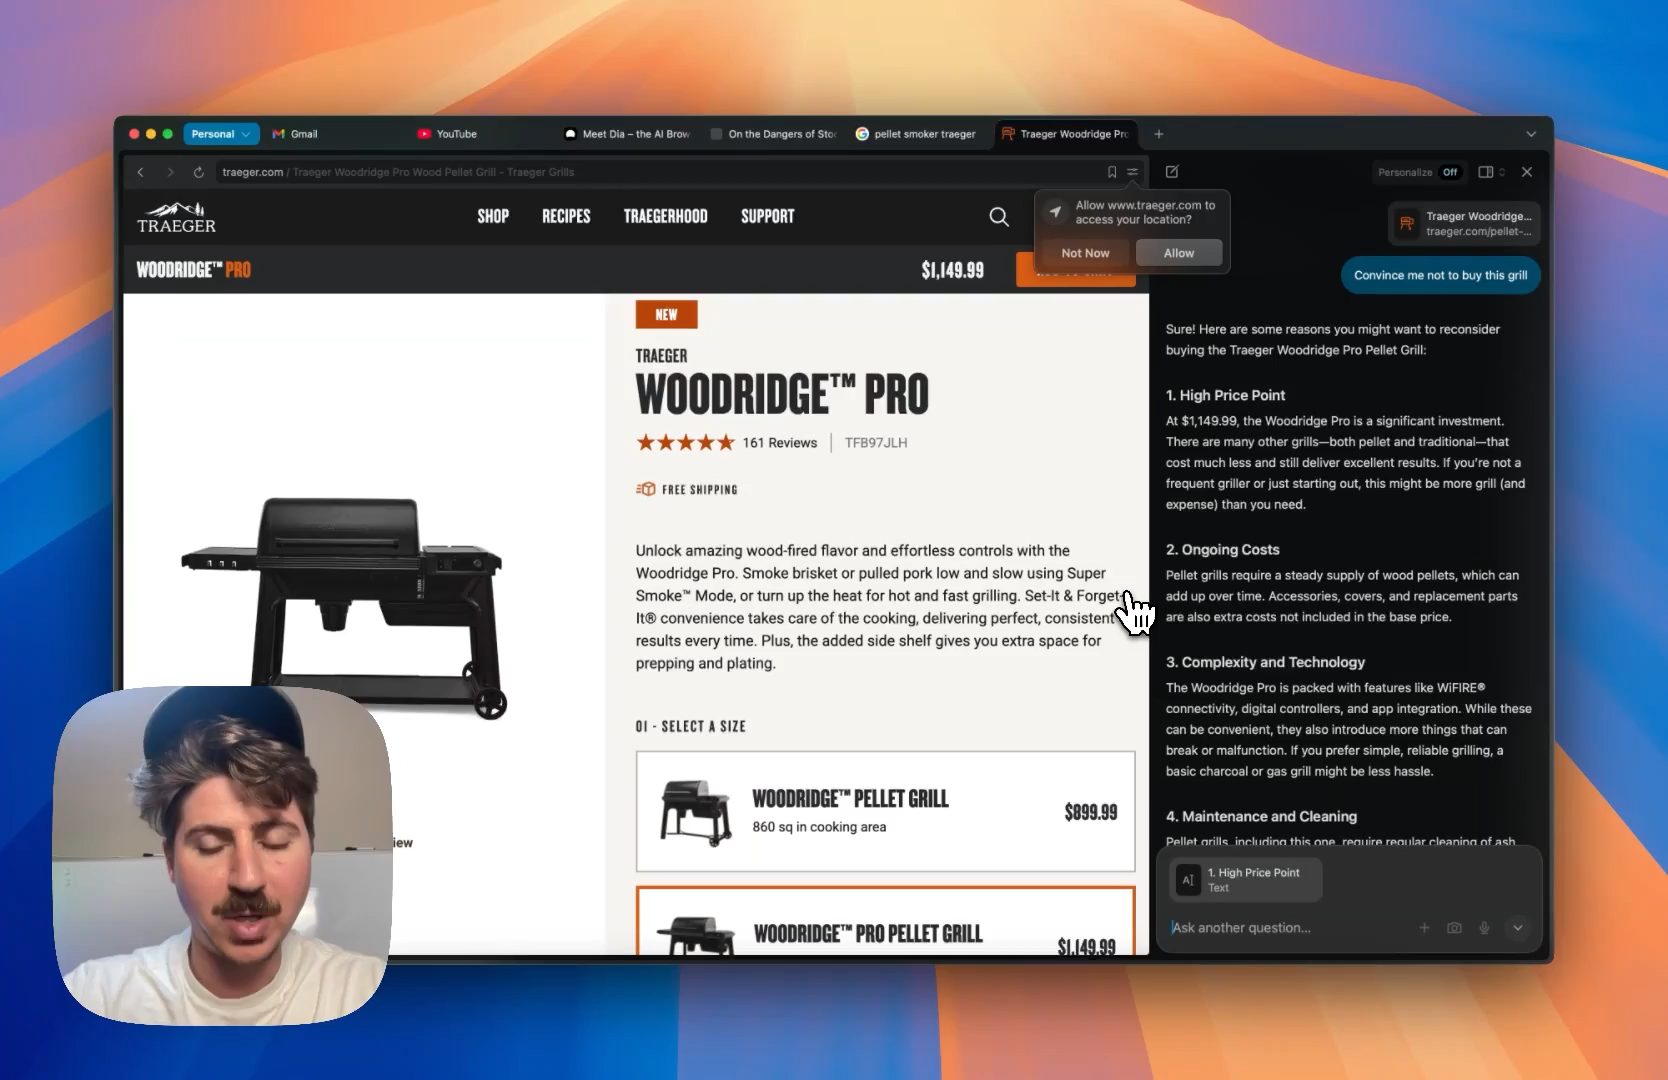 Personal
Gmail
YouTube
Meet Dia – the AI Brow
On the Dangers of Sto
pellet smoker traeger
Traeger Woodridge Pro
traeger.com / Traeger Woodridge Pro Wood Pellet Grill - Traeger Grills
TRAEGER
SHOP
RECIPES
TRAEGERHOOD
SUPPORT
WOODRIDGE™ PRO
$1,149.99
Allow www.traeger.com to
access your location?
Not Now
Allow
NEW
TRAEGER
WOODRIDGE™ PRO
161 Reviews
TFB97JLH
FREE SHIPPING
Unlock amazing wood-fired flavor and effortless controls with the
Woodridge Pro. Smoke brisket or pulled pork low and slow using Super
Smoke™ Mode, or turn up the heat for hot and fast grilling. Set-It & Forget-
It® convenience takes care of the cooking, delivering perfect, consistent
results every time. Plus, the added side shelf gives you extra space for
prepping and plating.
01 - SELECT A SIZE
WOODRIDGE™ PELLET GRILL
860 sq in cooking area
$899.99
WOODRIDGE™ PRO PELLET GRILL
$1,149.99
iew
Personalize Off
Traeger Woodridge...
traeger.com/pellet-...
Convince me not to buy this grill
Sure! Here are some reasons you might want to reconsider
buying the Traeger Woodridge Pro Pellet Grill:
1. High Price Point
At $1,149.99, the Woodridge Pro is a significant investment.
There are many other grills—both pellet and traditional—that
cost much less and still deliver excellent results. If you're not a
frequent griller or just starting out, this might be more grill (and
expense) than you need.
2. Ongoing Costs
Pellet grills require a steady supply of wood pellets, which can
add up over time. Accessories, covers, and replacement parts
are also extra costs not included in the base price.
3. Complexity and Technology
The Woodridge Pro is packed with features like WiFIRE®
connectivity, digital controllers, and app integration. While these
can be convenient, they also introduce more things that can
break or malfunction. If you prefer simple, reliable grilling, a
basic charcoal or gas grill might be less hassle.
4. Maintenance and Cleaning
Pellet grills, including this one, require regular cleaning of ash
1. High Price Point
Text
Ask another question...